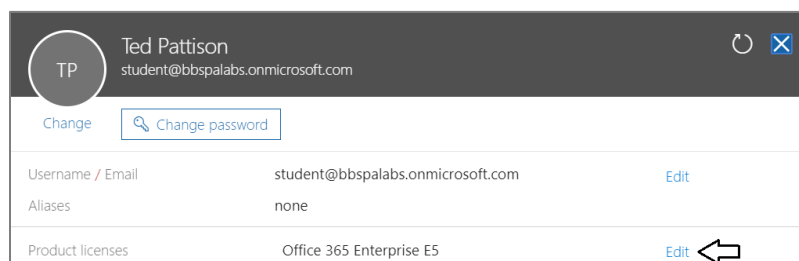 Ted Pattison
TP
student@bbspalabs.onmicrosoft.com
Change
Change password
Username / Email student@bbspalabs.onmicrosoft.com Edit
Aliases none
Product licenses Office 365 Enterprise E5 Edit